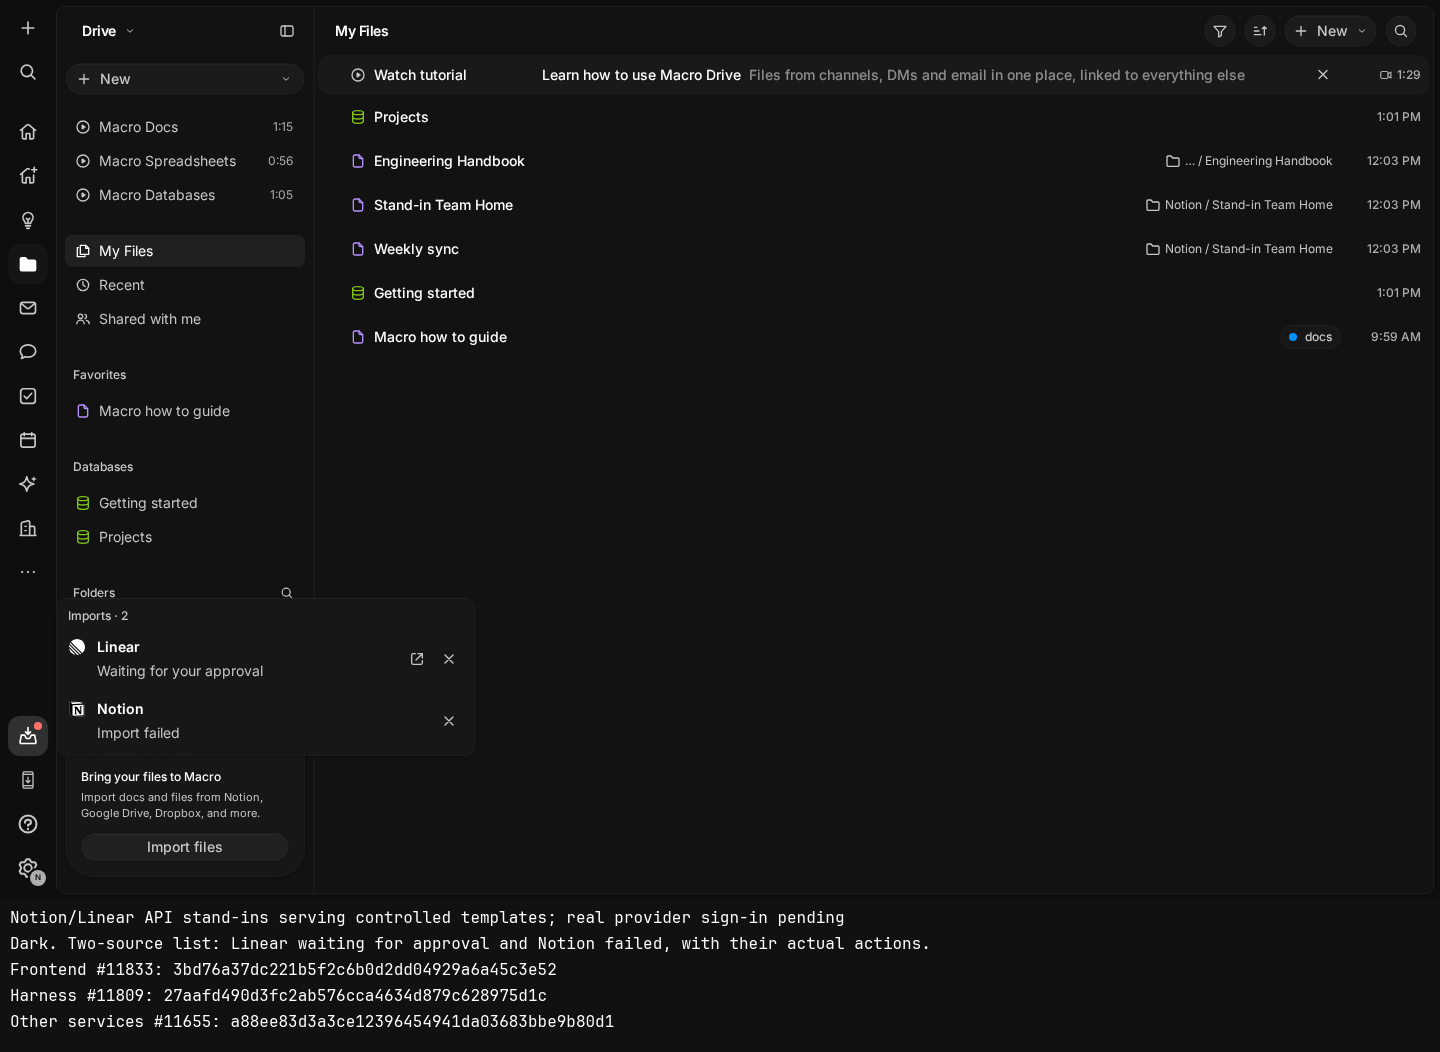 Drive
New
Macro Docs 1:15
Macro Spreadsheets 0:56
Macro Databases 1:05
My Files
Recent
Shared with me
Favorites
Macro how to guide
Databases
Getting started
Projects
Folders
Imports · 2
Linear
Waiting for your approval
Notion
Import failed
Bring your files to Macro
Import docs and files from Notion,
Google Drive, Dropbox, and more.
Import files
N
My Files
New
Watch tutorial Learn how to use Macro Drive Files from channels, DMs and email in one place, linked to everything else 1:29
Projects 1:01 PM
Engineering Handbook ... / Engineering Handbook 12:03 PM
Stand-in Team Home Notion / Stand-in Team Home 12:03 PM
Weekly sync Notion / Stand-in Team Home 12:03 PM
Getting started 1:01 PM
Macro how to guide docs 9:59 AM
Notion/Linear API stand-ins serving controlled templates; real provider sign-in pending
Dark. Two-source list: Linear waiting for approval and Notion failed, with their actual actions.
Frontend #11833: 3bd76a37dc221b5f2c6b0d2dd04929a6a45c3e52
Harness #11809: 27aafd490d3fc2ab576cca4634d879c628975d1c
Other services #11655: a88ee83d3a3ce12396454941da03683bbe9b80d1